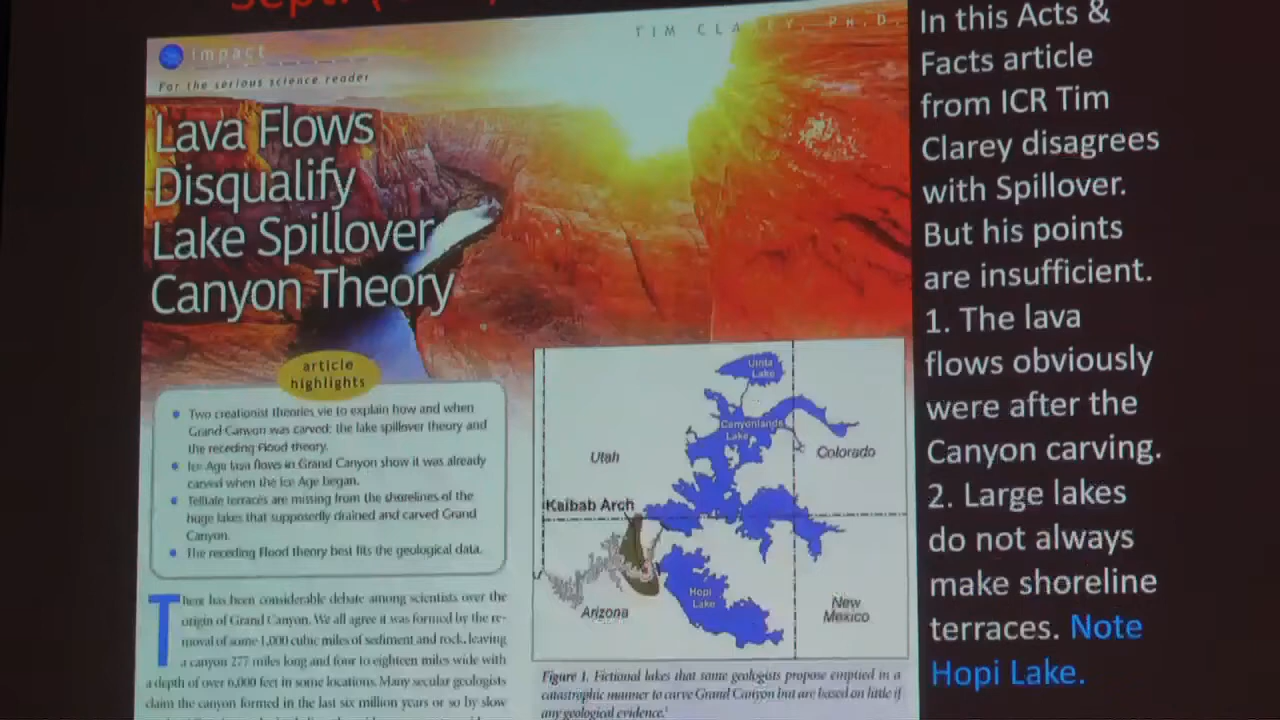 Sept.
impact
For the serious science reader
TIM CLAREY, PH.D.
Lava Flows
Disqualify
Lake Spillover
Canyon Theory
article
highlights
Two creationist theories vie to explain how and when
Grand Canyon was carved: the lake spillover theory and
the receding Flood theory.
Ice Age lava flows in Grand Canyon show it was already
carved when the Ice Age began.
Telltale terraces are missing from the shorelines of the
huge lakes that supposedly drained and carved Grand
Canyon.
The receding Flood theory best fits the geological data.
There has been considerable debate among scientists over the
origin of Grand Canyon. We all agree it was formed by the re-
moval of some 1,000 cubic miles of sediment and rock, leaving
a canyon 277 miles long and four to eighteen miles wide with
a depth of over 6,000 feet in some locations. Many secular geologists
claim the canyon formed in the last six million years or so by slow
Uinta
Lake
Canyonlands
Lake
Utah
Colorado
Kaibab Arch
Hopi
Lake
Arizona
New
Mexico
Figure 1. Fictional lakes that some geologists propose emptied in a
catastrophic manner to carve Grand Canyon but are based on little if
any geological evidence.¹
In this Acts &
Facts article
from ICR Tim
Clarey disagrees
with Spillover.
But his points
are insufficient.
1. The lava
flows obviously
were after the
Canyon carving.
2. Large lakes
do not always
make shoreline
terraces. Note
Hopi Lake.